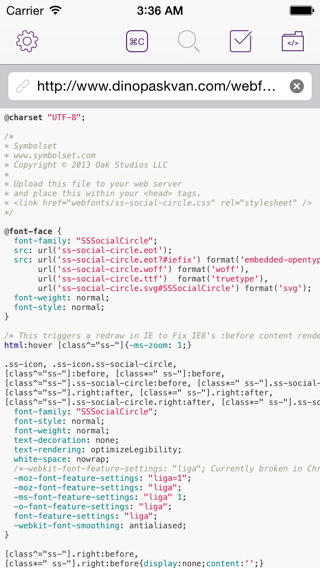 Carrier 3:36 AM
⌘C </>
http://www.dinopaskvan.com/webf...
@charset "UTF-8";
/*
* Symbolset
* www.symbolset.com
* Copyright © 2013 Oak Studios LLC
*
* Upload this file to your web server
* and place this within your <head> tags.
* <link href="webfonts/ss-social-circle.css" rel="stylesheet" />
*/
@font-face {
font-family: "SSSocialCircle";
src: url('ss-social-circle.eot');
src: url('ss-social-circle.eot?#iefix') format('embedded-opentyp
url('ss-social-circle.woff') format('woff'),
url('ss-social-circle.ttf')  format('truetype'),
url('ss-social-circle.svg#SSSocialCircle') format('svg');
font-weight: normal;
font-style: normal;
}
/* This triggers a redraw in IE to Fix IE8's :before content rende
html:hover [class^="ss-"]{-ms-zoom: 1;}
.ss-icon, .ss-icon.ss-social-circle,
[class^="ss-"]:before, [class*=" ss-"]:before,
[class^="ss-"].ss-social-circle:before, [class*=" ss-"].ss-social-
[class^="ss-"].right:after, [class*=" ss-"].right:after,
[class^="ss-"].ss-social-circle.right:after, [class*=" ss-"].ss-so
font-family: "SSSocialCircle";
font-style: normal;
font-weight: normal;
text-decoration: none;
text-rendering: optimizeLegibility;
white-space: nowrap;
/*-webkit-font-feature-settings: "liga"; Currently broken in Chr
-moz-font-feature-settings: "liga=1";
-moz-font-feature-settings: "liga";
-ms-font-feature-settings: "liga" 1;
-o-font-feature-settings: "liga";
font-feature-settings: "liga";
-webkit-font-smoothing: antialiased;
}
[class^="ss-"].right:before,
[class*=" ss-"].right:before{display:none;content:'';}